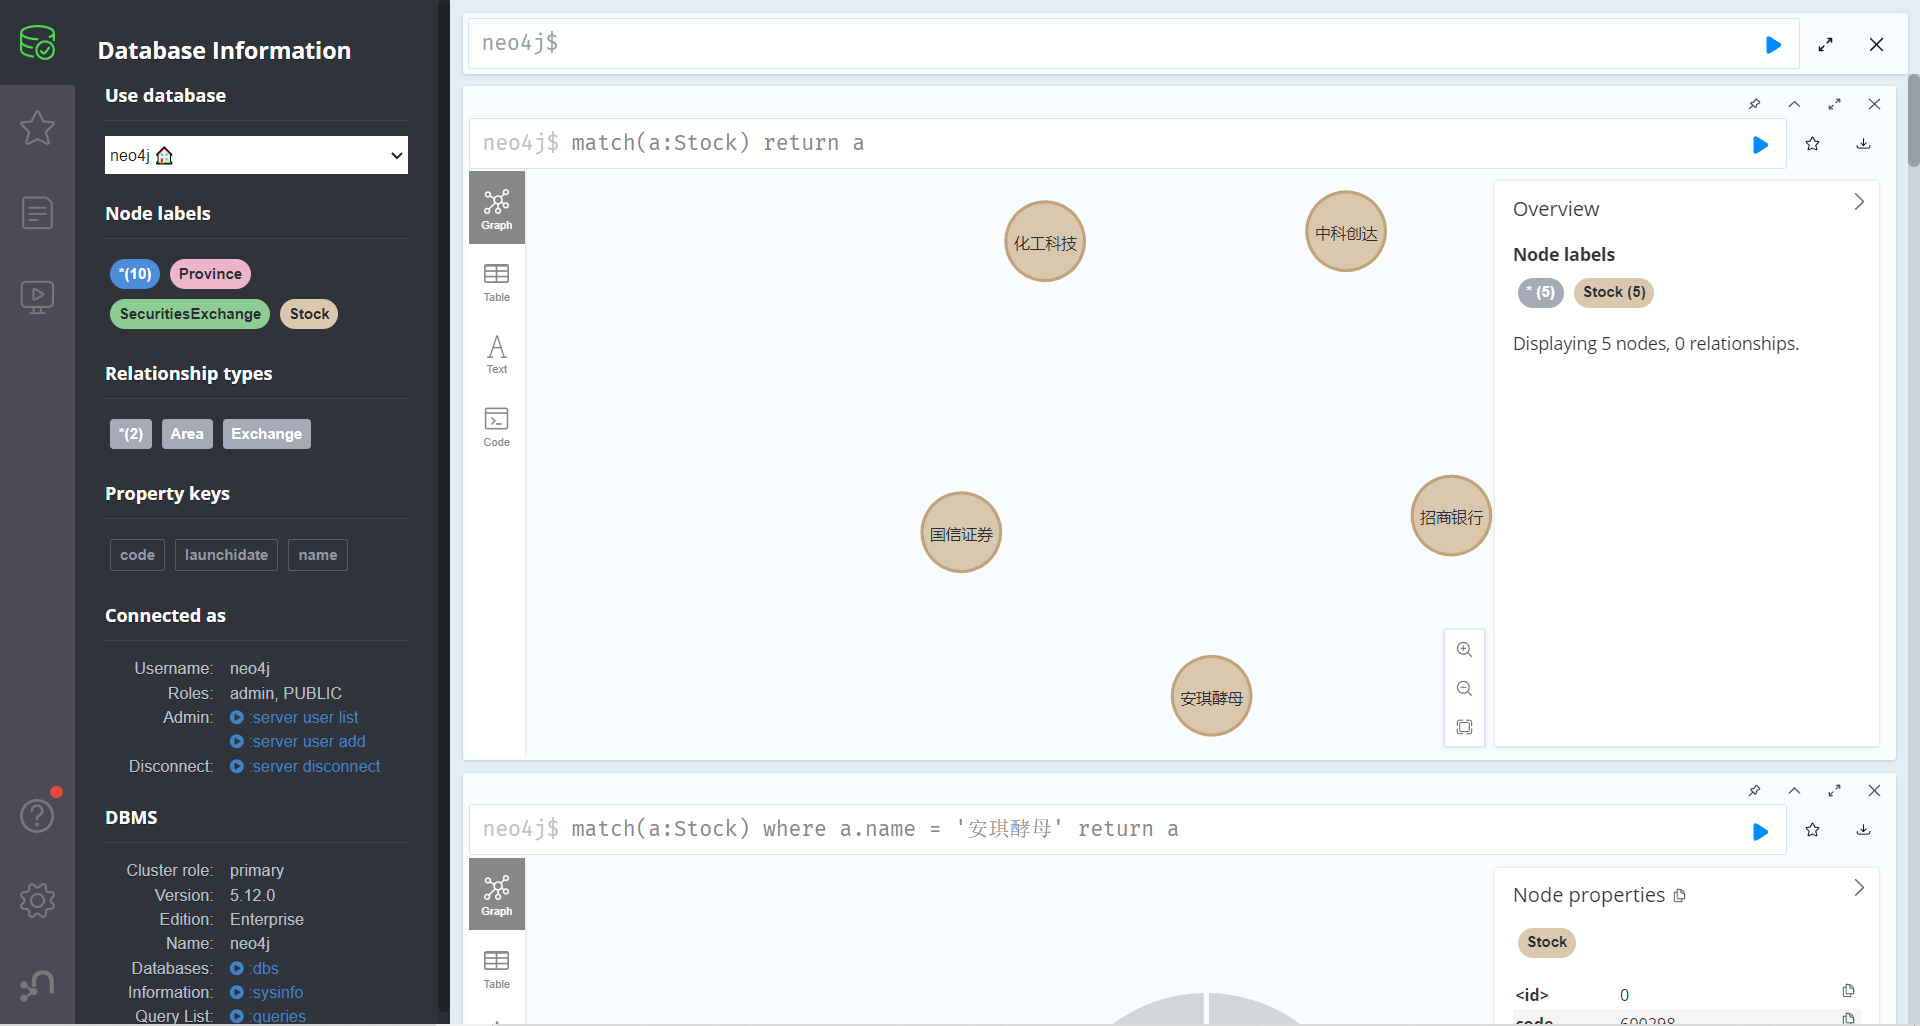 Database Information
Use database
neo4j
Node labels
*(10) Province
SecuritiesExchange Stock
Relationship types
*(2) Area Exchange
Property keys
code launchidate name
Connected as
Username: neo4j
Roles: admin, PUBLIC
Admin: :server user list
:server user add
Disconnect: :server disconnect
DBMS
Cluster role: primary
Version: 5.12.0
Edition: Enterprise
Name: neo4j
Databases: :dbs
Information: :sysinfo
Query List: :queries
neo4j$
neo4j$ match(a:Stock) return a
Graph
Table
Text
Code
化工科技
中科创达
国信证券
招商银行
安琪酵母
Overview
Node labels
* (5) Stock (5)
Displaying 5 nodes, 0 relationships.
neo4j$ match(a:Stock) where a.name = '安琪酵母' return a
Graph
Table
Node properties
Stock
<id> 0
code 600298